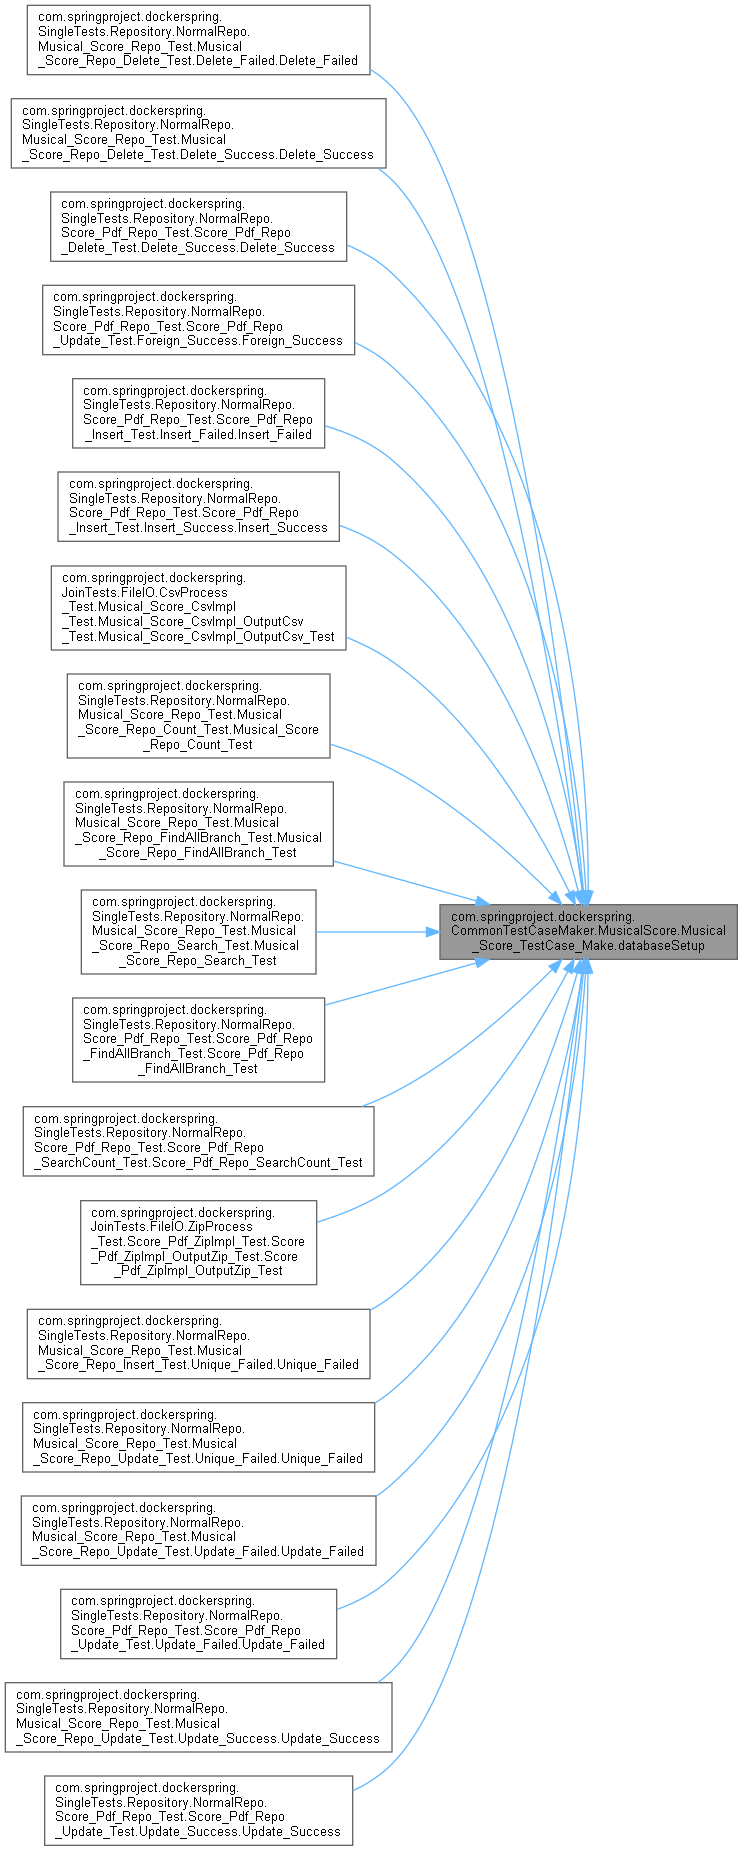 com.springproject.dockerspring.
SingleTests.Repository.NormalRepo.
Musical_Score_Repo_Test.Musical
_Score_Repo_Delete_Test.Delete_Failed.Delete_Failed
com.springproject.dockerspring.
SingleTests.Repository.NormalRepo.
Musical_Score_Repo_Test.Musical
_Score_Repo_Delete_Test.Delete_Success.Delete_Success
com.springproject.dockerspring.
SingleTests.Repository.NormalRepo.
Score_Pdf_Repo_Test.Score_Pdf_Repo
_Delete_Test.Delete_Success.Delete_Success
com.springproject.dockerspring.
SingleTests.Repository.NormalRepo.
Score_Pdf_Repo_Test.Score_Pdf_Repo
_Update_Test.Foreign_Success.Foreign_Success
com.springproject.dockerspring.
SingleTests.Repository.NormalRepo.
Score_Pdf_Repo_Test.Score_Pdf_Repo
_Insert_Test.Insert_Failed.Insert_Failed
com.springproject.dockerspring.
SingleTests.Repository.NormalRepo.
Score_Pdf_Repo_Test.Score_Pdf_Repo
_Insert_Test.Insert_Success.Insert_Success
com.springproject.dockerspring.
JoinTests.FileIO.CsvProcess
_Test.Musical_Score_CsvImpl
_Test.Musical_Score_CsvImpl_OutputCsv
_Test.Musical_Score_CsvImpl_OutputCsv_Test
com.springproject.dockerspring.
SingleTests.Repository.NormalRepo.
Musical_Score_Repo_Test.Musical
_Score_Repo_Count_Test.Musical_Score
_Repo_Count_Test
com.springproject.dockerspring.
SingleTests.Repository.NormalRepo.
Musical_Score_Repo_Test.Musical
_Score_Repo_FindAllBranch_Test.Musical
_Score_Repo_FindAllBranch_Test
com.springproject.dockerspring.
SingleTests.Repository.NormalRepo.
Musical_Score_Repo_Test.Musical
_Score_Repo_Search_Test.Musical
_Score_Repo_Search_Test
com.springproject.dockerspring.
CommonTestCaseMaker.MusicalScore.Musical
_Score_TestCase_Make.databaseSetup
com.springproject.dockerspring.
SingleTests.Repository.NormalRepo.
Score_Pdf_Repo_Test.Score_Pdf_Repo
_FindAllBranch_Test.Score_Pdf_Repo
_FindAllBranch_Test
com.springproject.dockerspring.
SingleTests.Repository.NormalRepo.
Score_Pdf_Repo_Test.Score_Pdf_Repo
_SearchCount_Test.Score_Pdf_Repo_SearchCount_Test
com.springproject.dockerspring.
JoinTests.FileIO.ZipProcess
_Test.Score_Pdf_ZipImpl_Test.Score
_Pdf_ZipImpl_OutputZip_Test.Score
_Pdf_ZipImpl_OutputZip_Test
com.springproject.dockerspring.
SingleTests.Repository.NormalRepo.
Musical_Score_Repo_Test.Musical
_Score_Repo_Insert_Test.Unique_Failed.Unique_Failed
com.springproject.dockerspring.
SingleTests.Repository.NormalRepo.
Musical_Score_Repo_Test.Musical
_Score_Repo_Update_Test.Unique_Failed.Unique_Failed
com.springproject.dockerspring.
SingleTests.Repository.NormalRepo.
Musical_Score_Repo_Test.Musical
_Score_Repo_Update_Test.Update_Failed.Update_Failed
com.springproject.dockerspring.
SingleTests.Repository.NormalRepo.
Score_Pdf_Repo_Test.Score_Pdf_Repo
_Update_Test.Update_Failed.Update_Failed
com.springproject.dockerspring.
SingleTests.Repository.NormalRepo.
Musical_Score_Repo_Test.Musical
_Score_Repo_Update_Test.Update_Success.Update_Success
com.springproject.dockerspring.
SingleTests.Repository.NormalRepo.
Score_Pdf_Repo_Test.Score_Pdf_Repo
_Update_Test.Update_Success.Update_Success